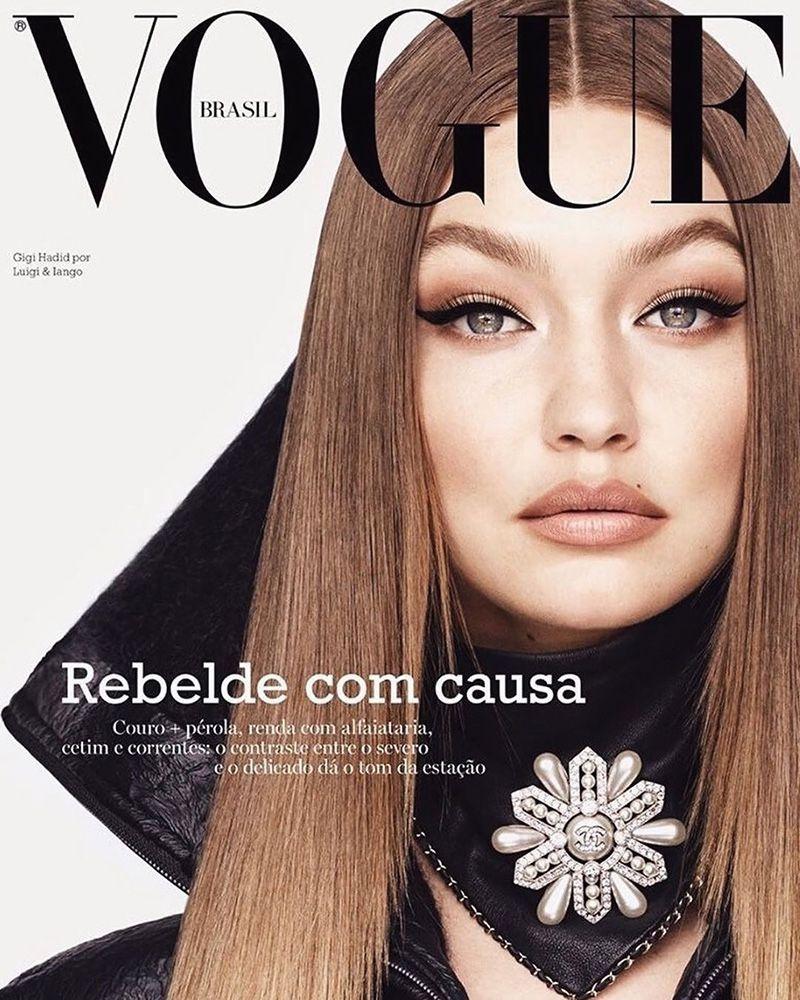 ®
VOGUE
BRASIL
Gigi Hadid por
Luigi & Iango
Rebelde com causa
Couro + pérola, renda com alfaiataria,
cetim e correntes: o contraste entre o severo
e o delicado dá o tom da estação